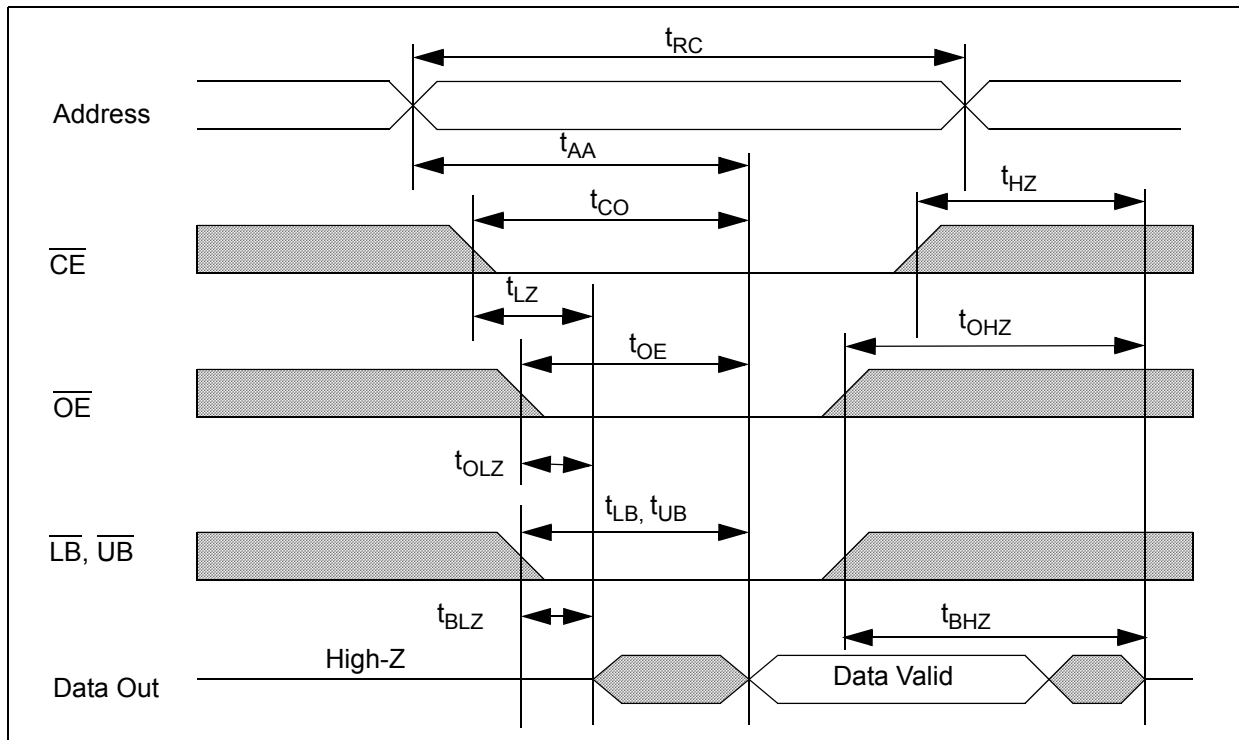 tRC
Address
tAA
tHZ
tCO
CE
tLZ
tOHZ
tOE
OE
tOLZ
tLB, tUB
LB, UB
tBLZ
tBHZ
High-Z
Data Valid
Data Out